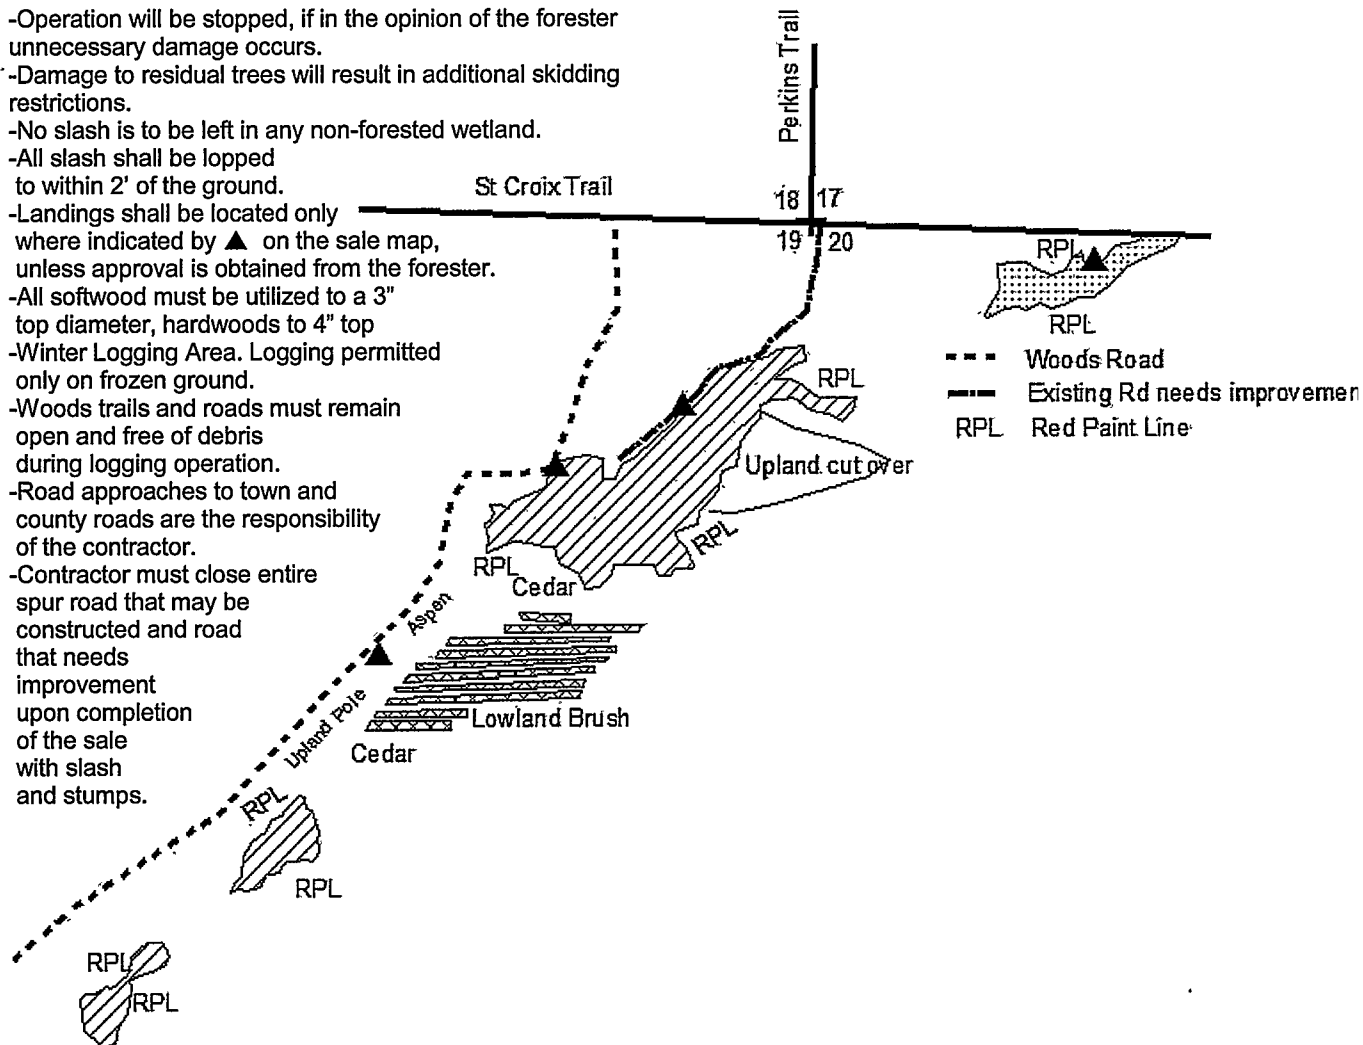 -Operation will be stopped, if in the opinion of the forester
unnecessary damage occurs.
-Damage to residual trees will result in additional skidding
restrictions.
-No slash is to be left in any non-forested wetland.
-All slash shall be lopped
to within 2' of the ground.
-Landings shall be located only
where indicated by ▲ on the sale map,
unless approval is obtained from the forester.
-All softwood must be utilized to a 3"
top diameter, hardwoods to 4" top
-Winter Logging Area. Logging permitted
only on frozen ground.
-Woods trails and roads must remain
open and free of debris
during logging operation.
-Road approaches to town and
county roads are the responsibility
of the contractor.
-Contractor must close entire
spur road that may be
constructed and road
that needs
improvement
upon completion
of the sale
with slash
and stumps.
Perkins Trail
St Croix Trail
18 17
19 20
RPL
RPL
Woods Road
Existing Rd needs improvemen
RPL Red Paint Line
RPL
Upland cut over
RPL
RPL
Cedar
Aspen
Upland Pole
Lowland Brush
Cedar
RPL
RPL
RPL
RPL